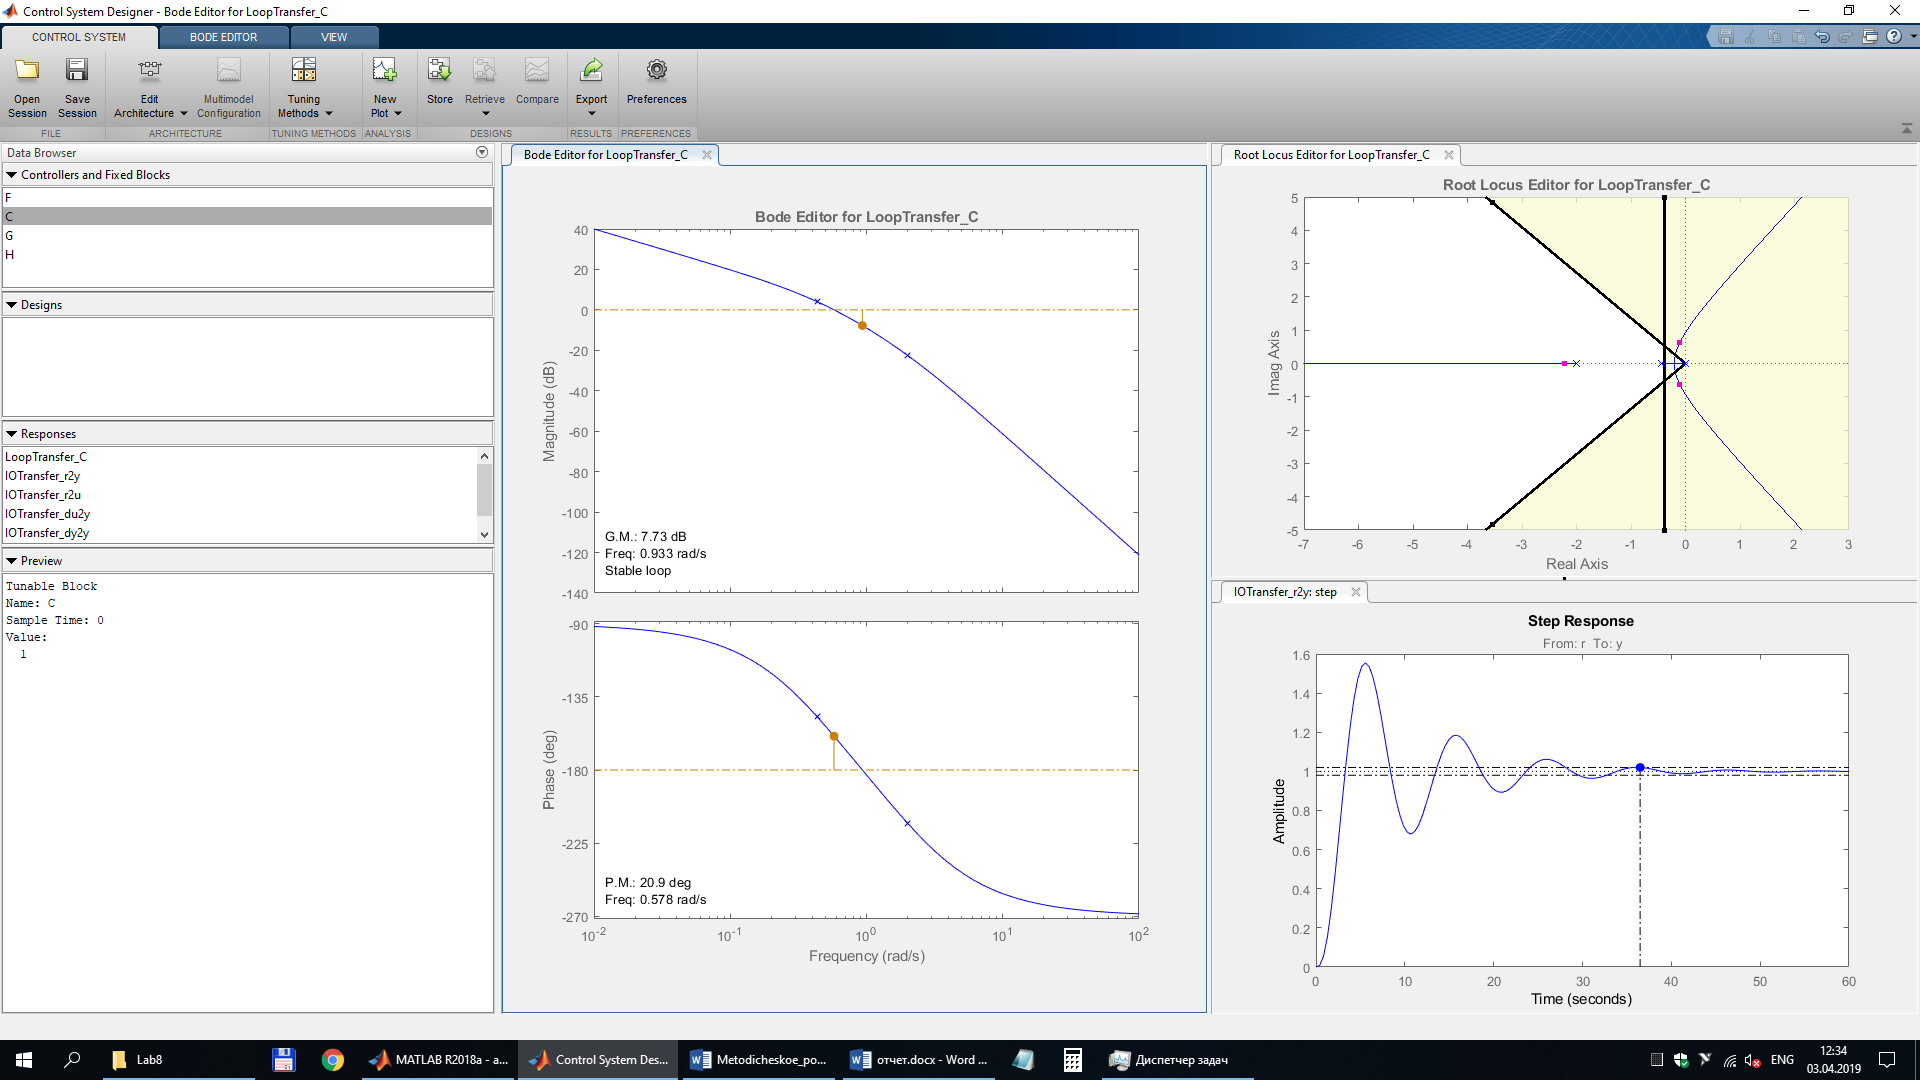 Control System Designer - Bode Editor for LoopTransfer_C
CONTROL SYSTEM
BODE EDITOR
VIEW
Open Session
Save Session
Edit Architecture
Multimodel Configuration
Tuning Methods
New Plot
Store
Retrieve
Compare
Export
Preferences
FILE
ARCHITECTURE
TUNING METHODS
ANALYSIS
DESIGNS
RESULTS
PREFERENCES
Data Browser
Controllers and Fixed Blocks
F
C
G
H
Designs
Responses
LoopTransfer_C
IOTransfer_r2y
IOTransfer_r2u
IOTransfer_du2y
IOTransfer_dy2y
Preview
Tunable Block
Name: C
Sample Time: 0
Value:
1
Bode Editor for LoopTransfer_C
Bode Editor for LoopTransfer_C
40
20
0
-20
-40
-60
-80
-100
-120
-140
Magnitude (dB)
G.M.: 7.73 dB
Freq: 0.933 rad/s
Stable loop
-90
-135
-180
-225
-270
Phase (deg)
P.M.: 20.9 deg
Freq: 0.578 rad/s
10^-2
10^-1
10^0
10^1
10^2
Frequency (rad/s)
Root Locus Editor for LoopTransfer_C
Root Locus Editor for LoopTransfer_C
5
4
3
2
1
0
-1
-2
-3
-4
-5
Imag Axis
-7 -6 -5 -4 -3 -2 -1 0 1 2 3
Real Axis
IOTransfer_r2y: step
Step Response
From: r To: y
1.6
1.4
1.2
1
0.8
0.6
0.4
0.2
0
Amplitude
0 10 20 30 40 50 60
Time (seconds)
Lab8
MATLAB R2018a - a...
Control System Des...
Metodicheskoe_po...
отчет.docx - Word ...
Диспетчер задач
ENG
12:34
03.04.2019